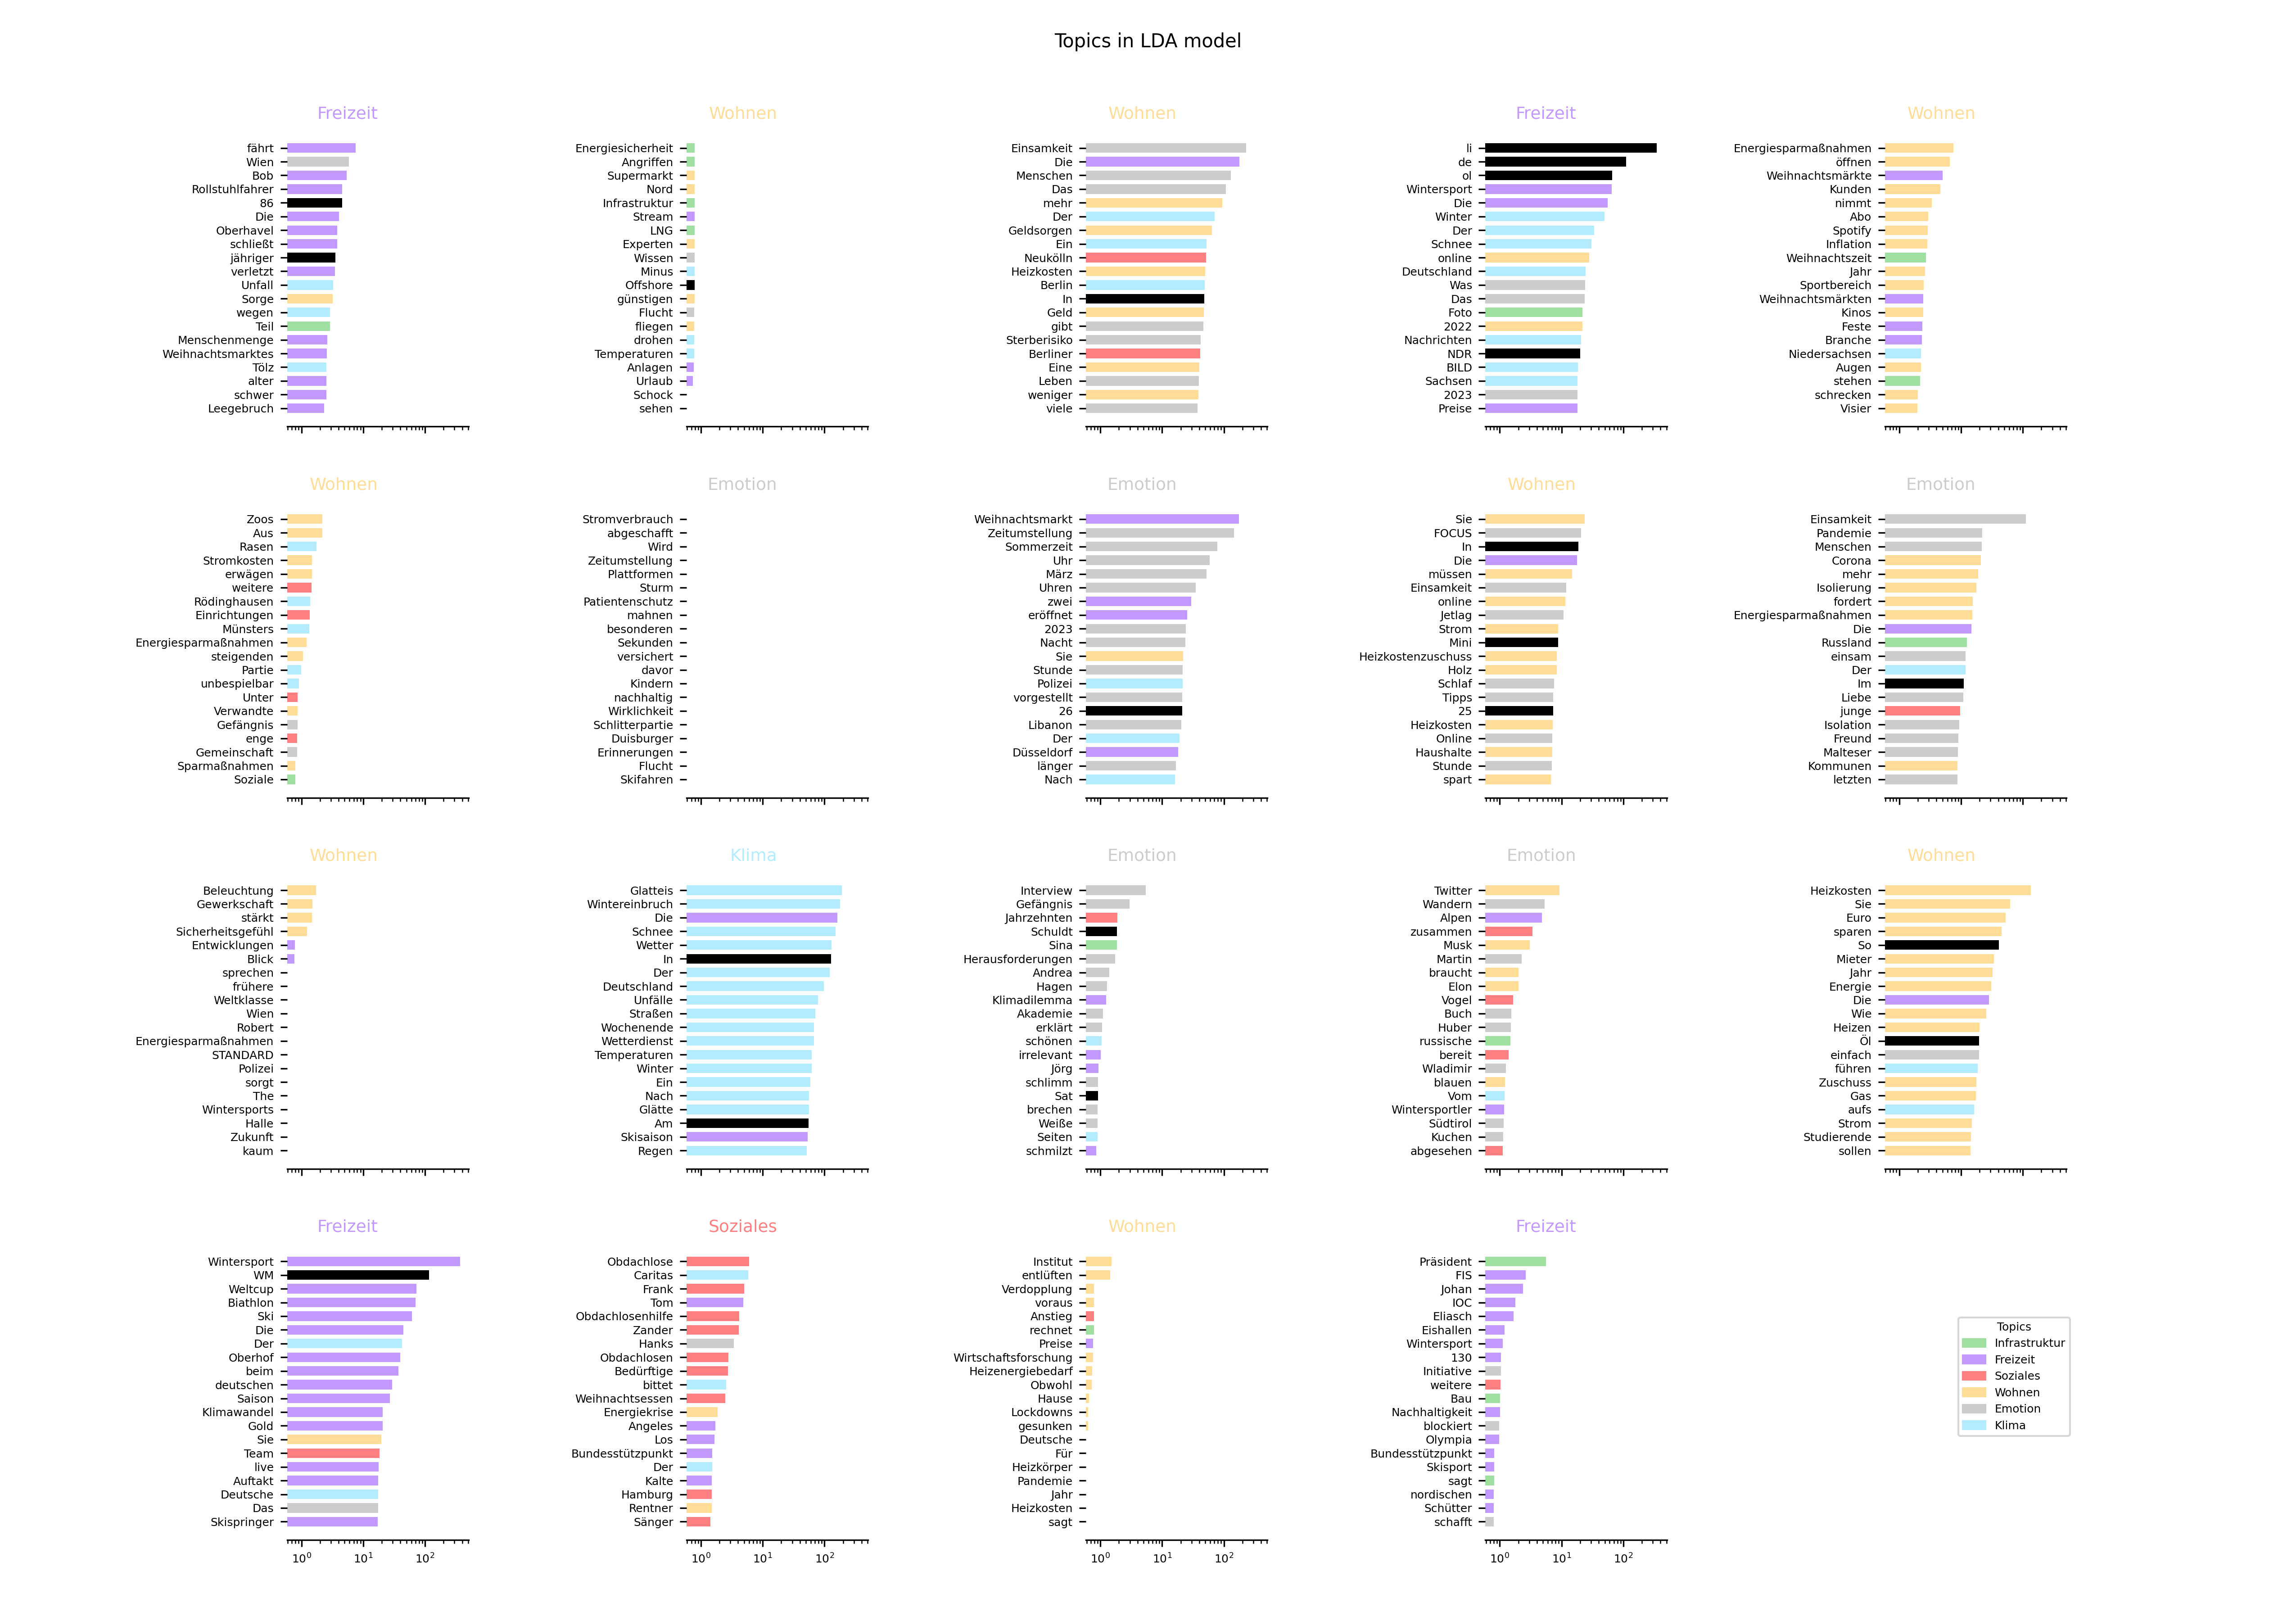 Topics in LDA model
Freizeit
fährt
Wien
Bob
Rollstuhlfahrer
86
Die
Oberhavel
schließt
jähriger
verletzt
Unfall
Sorge
wegen
Teil
Menschenmenge
Weihnachtsmarktes
Tölz
alter
schwer
Leegebruch
Wohnen
Energiesicherheit
Angriffen
Supermarkt
Nord
Infrastruktur
Stream
LNG
Experten
Wissen
Minus
Offshore
günstigen
Flucht
fliegen
drohen
Temperaturen
Anlagen
Urlaub
Schock
sehen
Wohnen
Einsamkeit
Die
Menschen
Das
mehr
Der
Geldsorgen
Ein
Neukölln
Heizkosten
Berlin
In
Geld
gibt
Sterberisiko
Berliner
Eine
Leben
weniger
viele
Freizeit
li
de
ol
Wintersport
Die
Winter
Der
Schnee
online
Deutschland
Was
Das
Foto
2022
Nachrichten
NDR
BILD
Sachsen
2023
Preise
Wohnen
Energiesparmaßnahmen
öffnen
Weihnachtsmärkte
Kunden
nimmt
Abo
Spotify
Inflation
Weihnachtszeit
Jahr
Sportbereich
Weihnachtsmärkten
Kinos
Feste
Branche
Niedersachsen
Augen
stehen
schrecken
Visier
Wohnen
Zoos
Aus
Rasen
Stromkosten
erwägen
weitere
Rödinghausen
Einrichtungen
Münsters
Energiesparmaßnahmen
steigenden
Partie
unbespielbar
Unter
Verwandte
Gefängnis
enge
Gemeinschaft
Sparmaßnahmen
Soziale
Emotion
Stromverbrauch
abgeschafft
Wird
Zeitumstellung
Plattformen
Sturm
Patientenschutz
mahnen
besonderen
Sekunden
versichert
davor
Kindern
nachhaltig
Wirklichkeit
Schlitterpartie
Duisburger
Erinnerungen
Flucht
Skifahren
Emotion
Weihnachtsmarkt
Zeitumstellung
Sommerzeit
Uhr
März
Uhren
zwei
eröffnet
2023
Nacht
Sie
Stunde
Polizei
vorgestellt
26
Libanon
Der
Düsseldorf
länger
Nach
Wohnen
Sie
FOCUS
In
Die
müssen
Einsamkeit
online
Jetlag
Strom
Mini
Heizkostenzuschuss
Holz
Schlaf
Tipps
25
Heizkosten
Online
Haushalte
Stunde
spart
Emotion
Einsamkeit
Pandemie
Menschen
Corona
mehr
Isolierung
fordert
Energiesparmaßnahmen
Die
Russland
einsam
Der
Im
Liebe
junge
Isolation
Freund
Malteser
Kommunen
letzten
Wohnen
Beleuchtung
Gewerkschaft
stärkt
Sicherheitsgefühl
Entwicklungen
Blick
sprechen
frühere
Weltklasse
Wien
Robert
Energiesparmaßnahmen
STANDARD
Polizei
sorgt
The
Wintersports
Halle
Zukunft
kaum
Klima
Glatteis
Wintereinbruch
Die
Schnee
Wetter
In
Der
Deutschland
Unfälle
Straßen
Wochenende
Wetterdienst
Temperaturen
Winter
Ein
Nach
Glätte
Am
Skisaison
Regen
Emotion
Interview
Gefängnis
Jahrzehnten
Schuldt
Sina
Herausforderungen
Andrea
Hagen
Klimadilemma
Akademie
erklärt
schönen
irrelevant
Jörg
schlimm
Sat
brechen
Weiße
Seiten
schmilzt
Emotion
Twitter
Wandern
Alpen
zusammen
Musk
Martin
braucht
Elon
Vogel
Buch
Huber
russische
bereit
Wladimir
blauen
Vom
Wintersportler
Südtirol
Kuchen
abgesehen
Wohnen
Heizkosten
Sie
Euro
sparen
So
Mieter
Jahr
Energie
Die
Wie
Heizen
Öl
einfach
führen
Zuschuss
Gas
aufs
Strom
Studierende
sollen
Freizeit
Wintersport
WM
Weltcup
Biathlon
Ski
Die
Der
Oberhof
beim
deutschen
Saison
Klimawandel
Gold
Sie
Team
live
Auftakt
Deutsche
Das
Skispringer
10⁰ 10¹ 10²
Soziales
Obdachlose
Caritas
Frank
Tom
Obdachlosenhilfe
Zander
Hanks
Obdachlosen
Bedürftige
bittet
Weihnachtsessen
Energiekrise
Angeles
Los
Bundesstützpunkt
Der
Kalte
Hamburg
Rentner
Sänger
10⁰ 10¹ 10²
Wohnen
Institut
entlüften
Verdopplung
voraus
Anstieg
rechnet
Preise
Wirtschaftsforschung
Heizenergiebedarf
Obwohl
Hause
Lockdowns
gesunken
Deutsche
Für
Heizkörper
Pandemie
Jahr
Heizkosten
sagt
10⁰ 10¹ 10²
Freizeit
Präsident
FIS
Johan
IOC
Eliasch
Eishallen
Wintersport
130
Initiative
weitere
Bau
Nachhaltigkeit
blockiert
Olympia
Bundesstützpunkt
Skisport
sagt
nordischen
Schütter
schafft
10⁰ 10¹ 10²
Topics
Infrastruktur
Freizeit
Soziales
Wohnen
Emotion
Klima